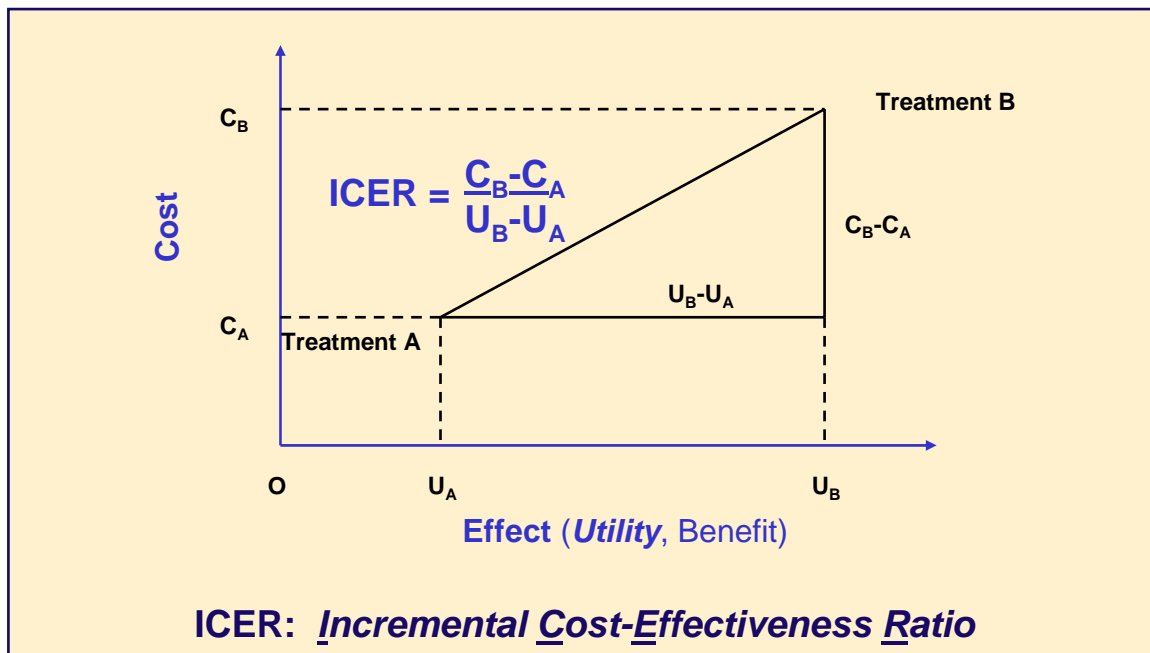 C_B
Treatment B
ICER = C_B-C_A
U_B-U_A
Cost
C_B-C_A
U_B-U_A
C_A
Treatment A
O
U_A
U_B
Effect (Utility, Benefit)
ICER: Incremental Cost-Effectiveness Ratio